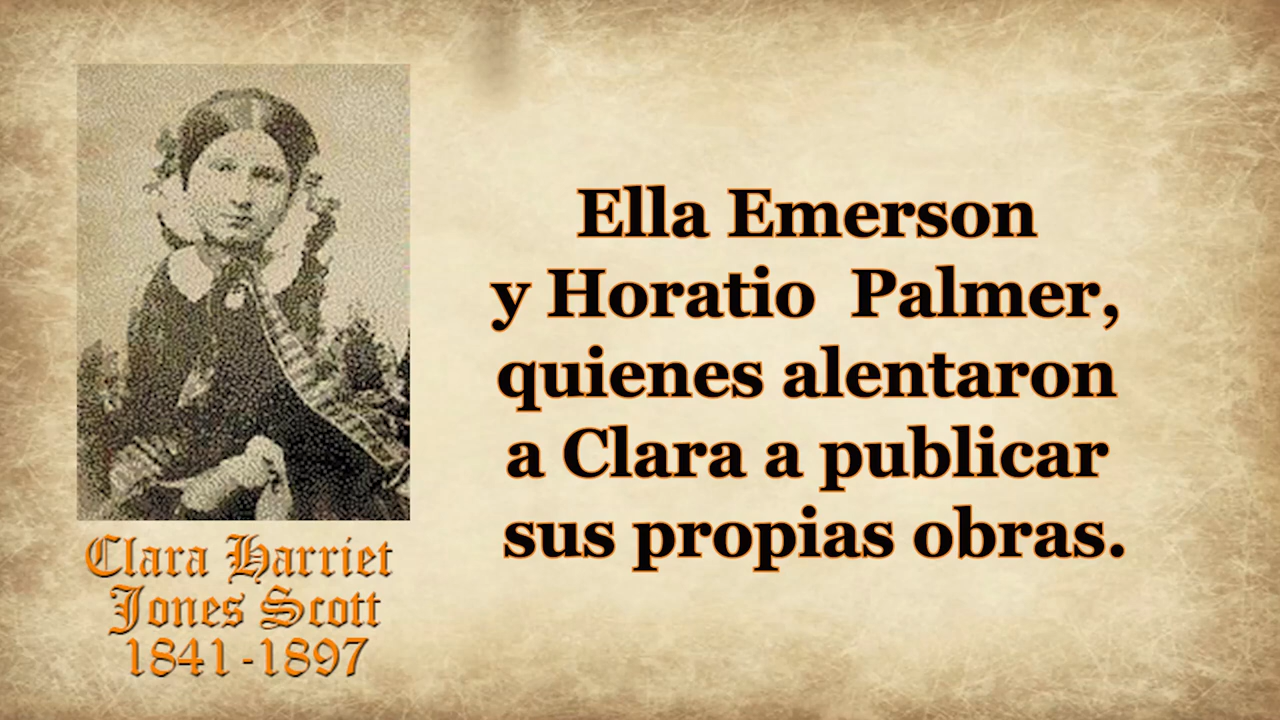 Ella Emerson
y Horatio Palmer,
quienes alentaron
a Clara a publicar
sus propias obras.
Clara Harriet
Jones Scott
1841-1897